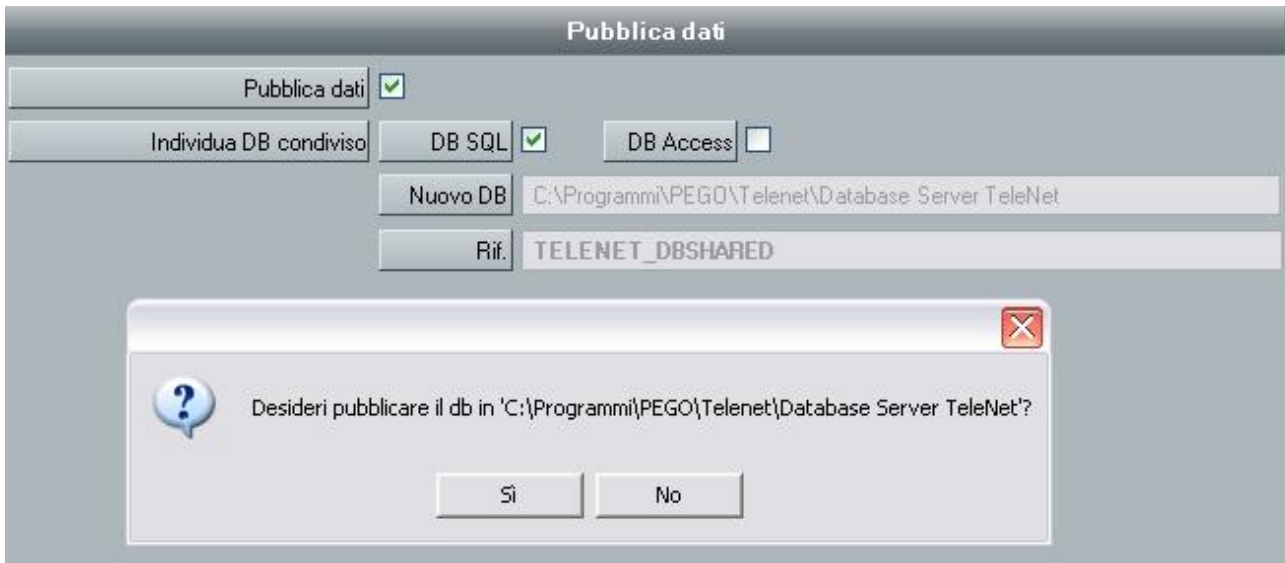 Pubblica dati
Pubblica dati
Individua DB condiviso DB SQL DB Access
Nuovo DB C:\Programmi\PEGO\Telenet\Database Server TeleNet
Rif. TELENET_DBSHARED
Desideri pubblicare il db in 'C:\Programmi\PEGO\Telenet\Database Server TeleNet'?
Sì No